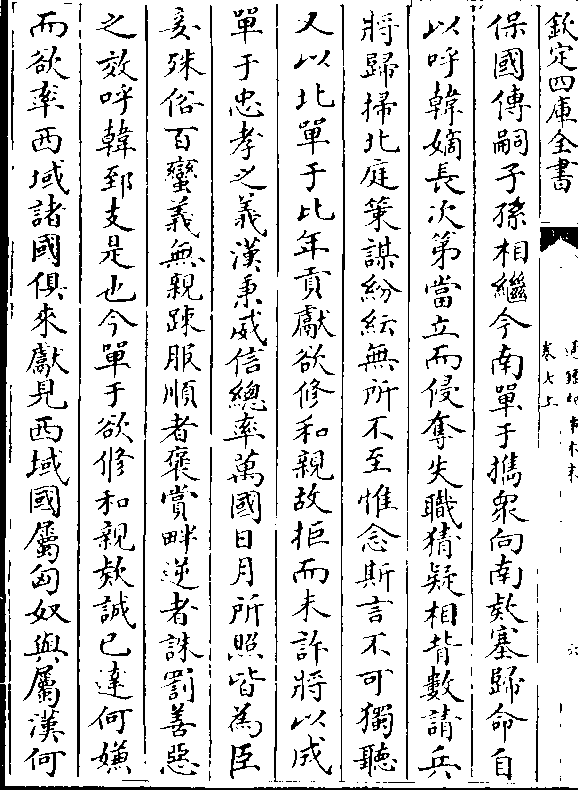 欽定四庫全書
卷七上
保國傳嗣子孫相繼今南單于擕衆向南欵塞歸命自
以呼韓嫡長次第當立而侵奪失職猜疑相背數請兵
將歸掃北庭策謀紛紜無所不至惟念斯言不可獨聽
又以北單于比年貢獻欲修和親故拒而未許將以成
單于忠孝之義漢秉威信總率萬國日月所照皆為臣
妾殊俗百蠻義無親踈服順者褒賞畔逆者誅罰善惡
之效呼韓郅支是也今單于欲修和親欵誠已達何嫌
而欲率西域諸國俱來獻見西域國屬匈奴與屬漢何